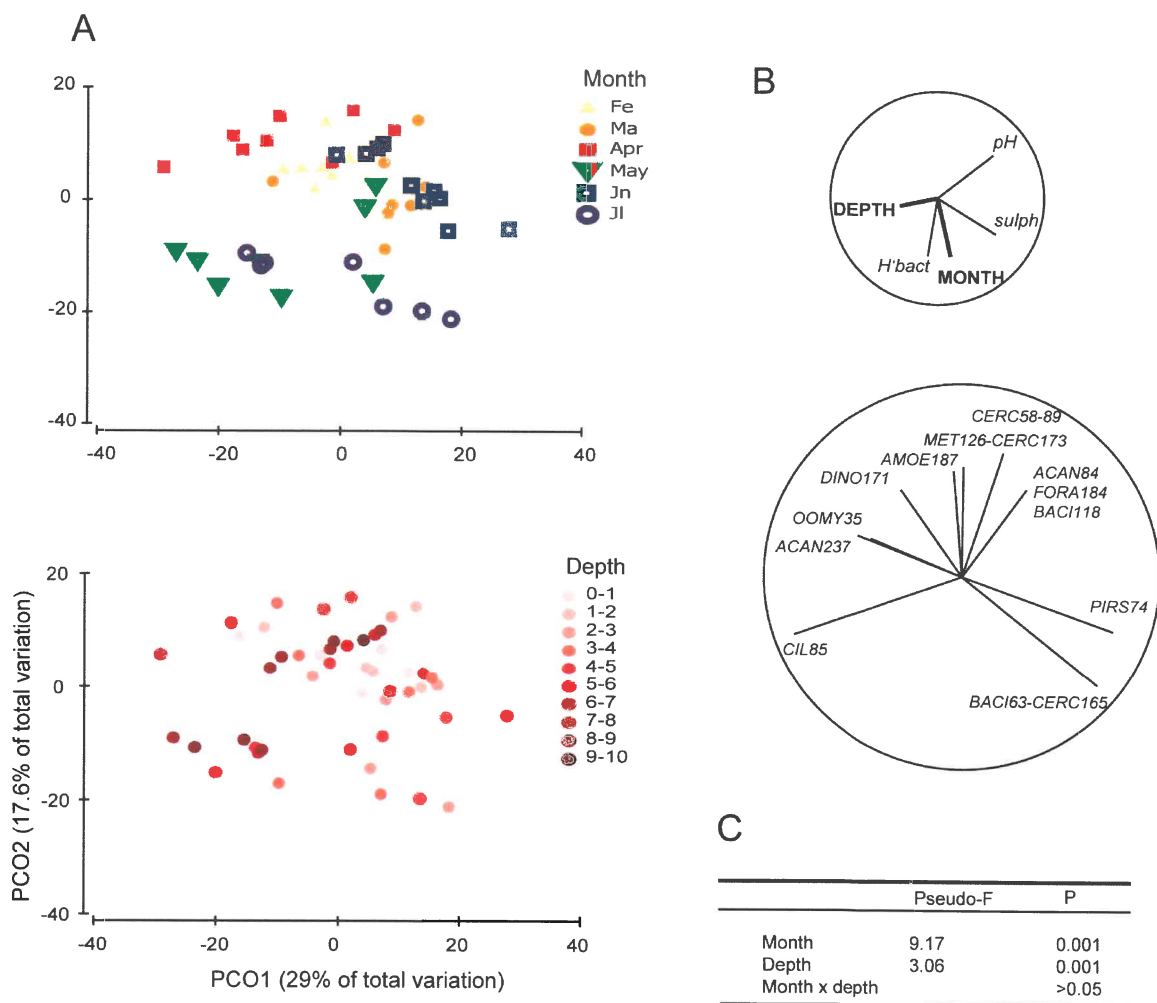 A
Month
Fe
Ma
Apr
May
Jn
Jl
20
0
-20
-40
-40
-20
0
20
40
Depth
0-1
1-2
2-3
3-4
4-5
5-6
6-7
7-8
8-9
9-10
20
0
-20
-40
-40
-20
0
20
40
PCO2 (17.6% of total variation)
PCO1 (29% of total variation)
B
pH
DEPTH
sulph
H'bact
MONTH
CERC58-89
MET126-CERC173
AMOE187
ACAN84
DINO171
FORA184
BACI118
OOMY35
ACAN237
PIRS74
CIL85
BACI63-CERC165
C
Pseudo-F P
Month 9.17 0.001
Depth 3.06 0.001
Month x depth >0.05